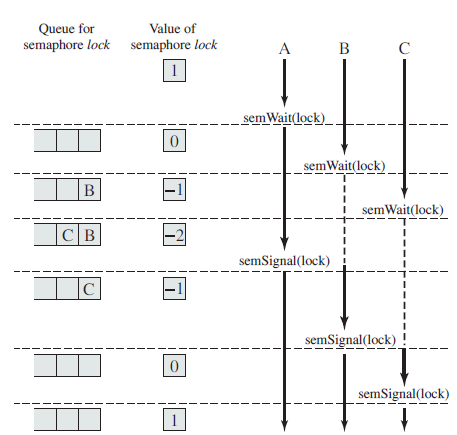 Queue for
semaphore lock
Value of
semaphore lock
A
B
C
1
semWait(lock)
0
semWait(lock)
B
−1
semWait(lock)
C B
−2
semSignal(lock)
C
−1
semSignal(lock)
0
semSignal(lock)
1